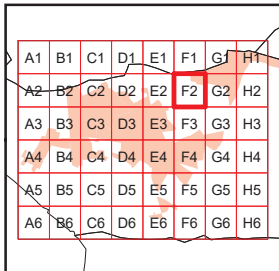 A1 B1 C1 D1 E1 F1 G1 H1
A2 B2 C2 D2 E2 F2 G2 H2
A3 B3 C3 D3 E3 F3 G3 H3
A4 B4 C4 D4 E4 F4 G4 H4
A5 B5 C5 D5 E5 F5 G5 H5
A6 B6 C6 D6 E6 F6 G6 H6